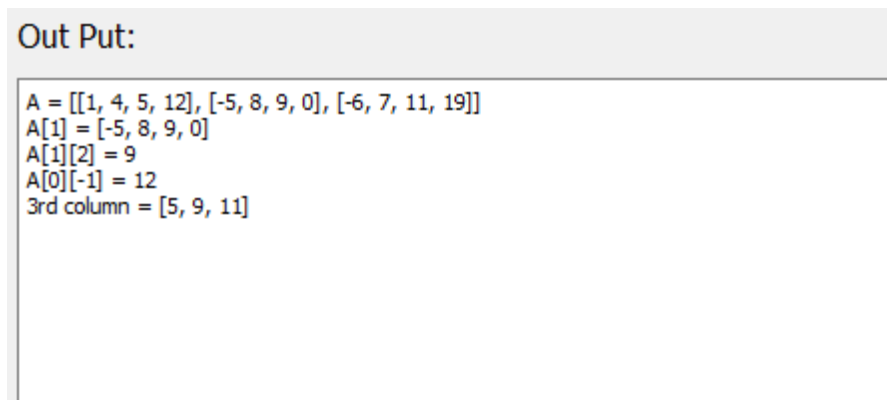 Out Put:
A = [[1, 4, 5, 12], [-5, 8, 9, 0], [-6, 7, 11, 19]]
A[1] = [-5, 8, 9, 0]
A[1][2] = 9
A[0][-1] = 12
3rd column = [5, 9, 11]